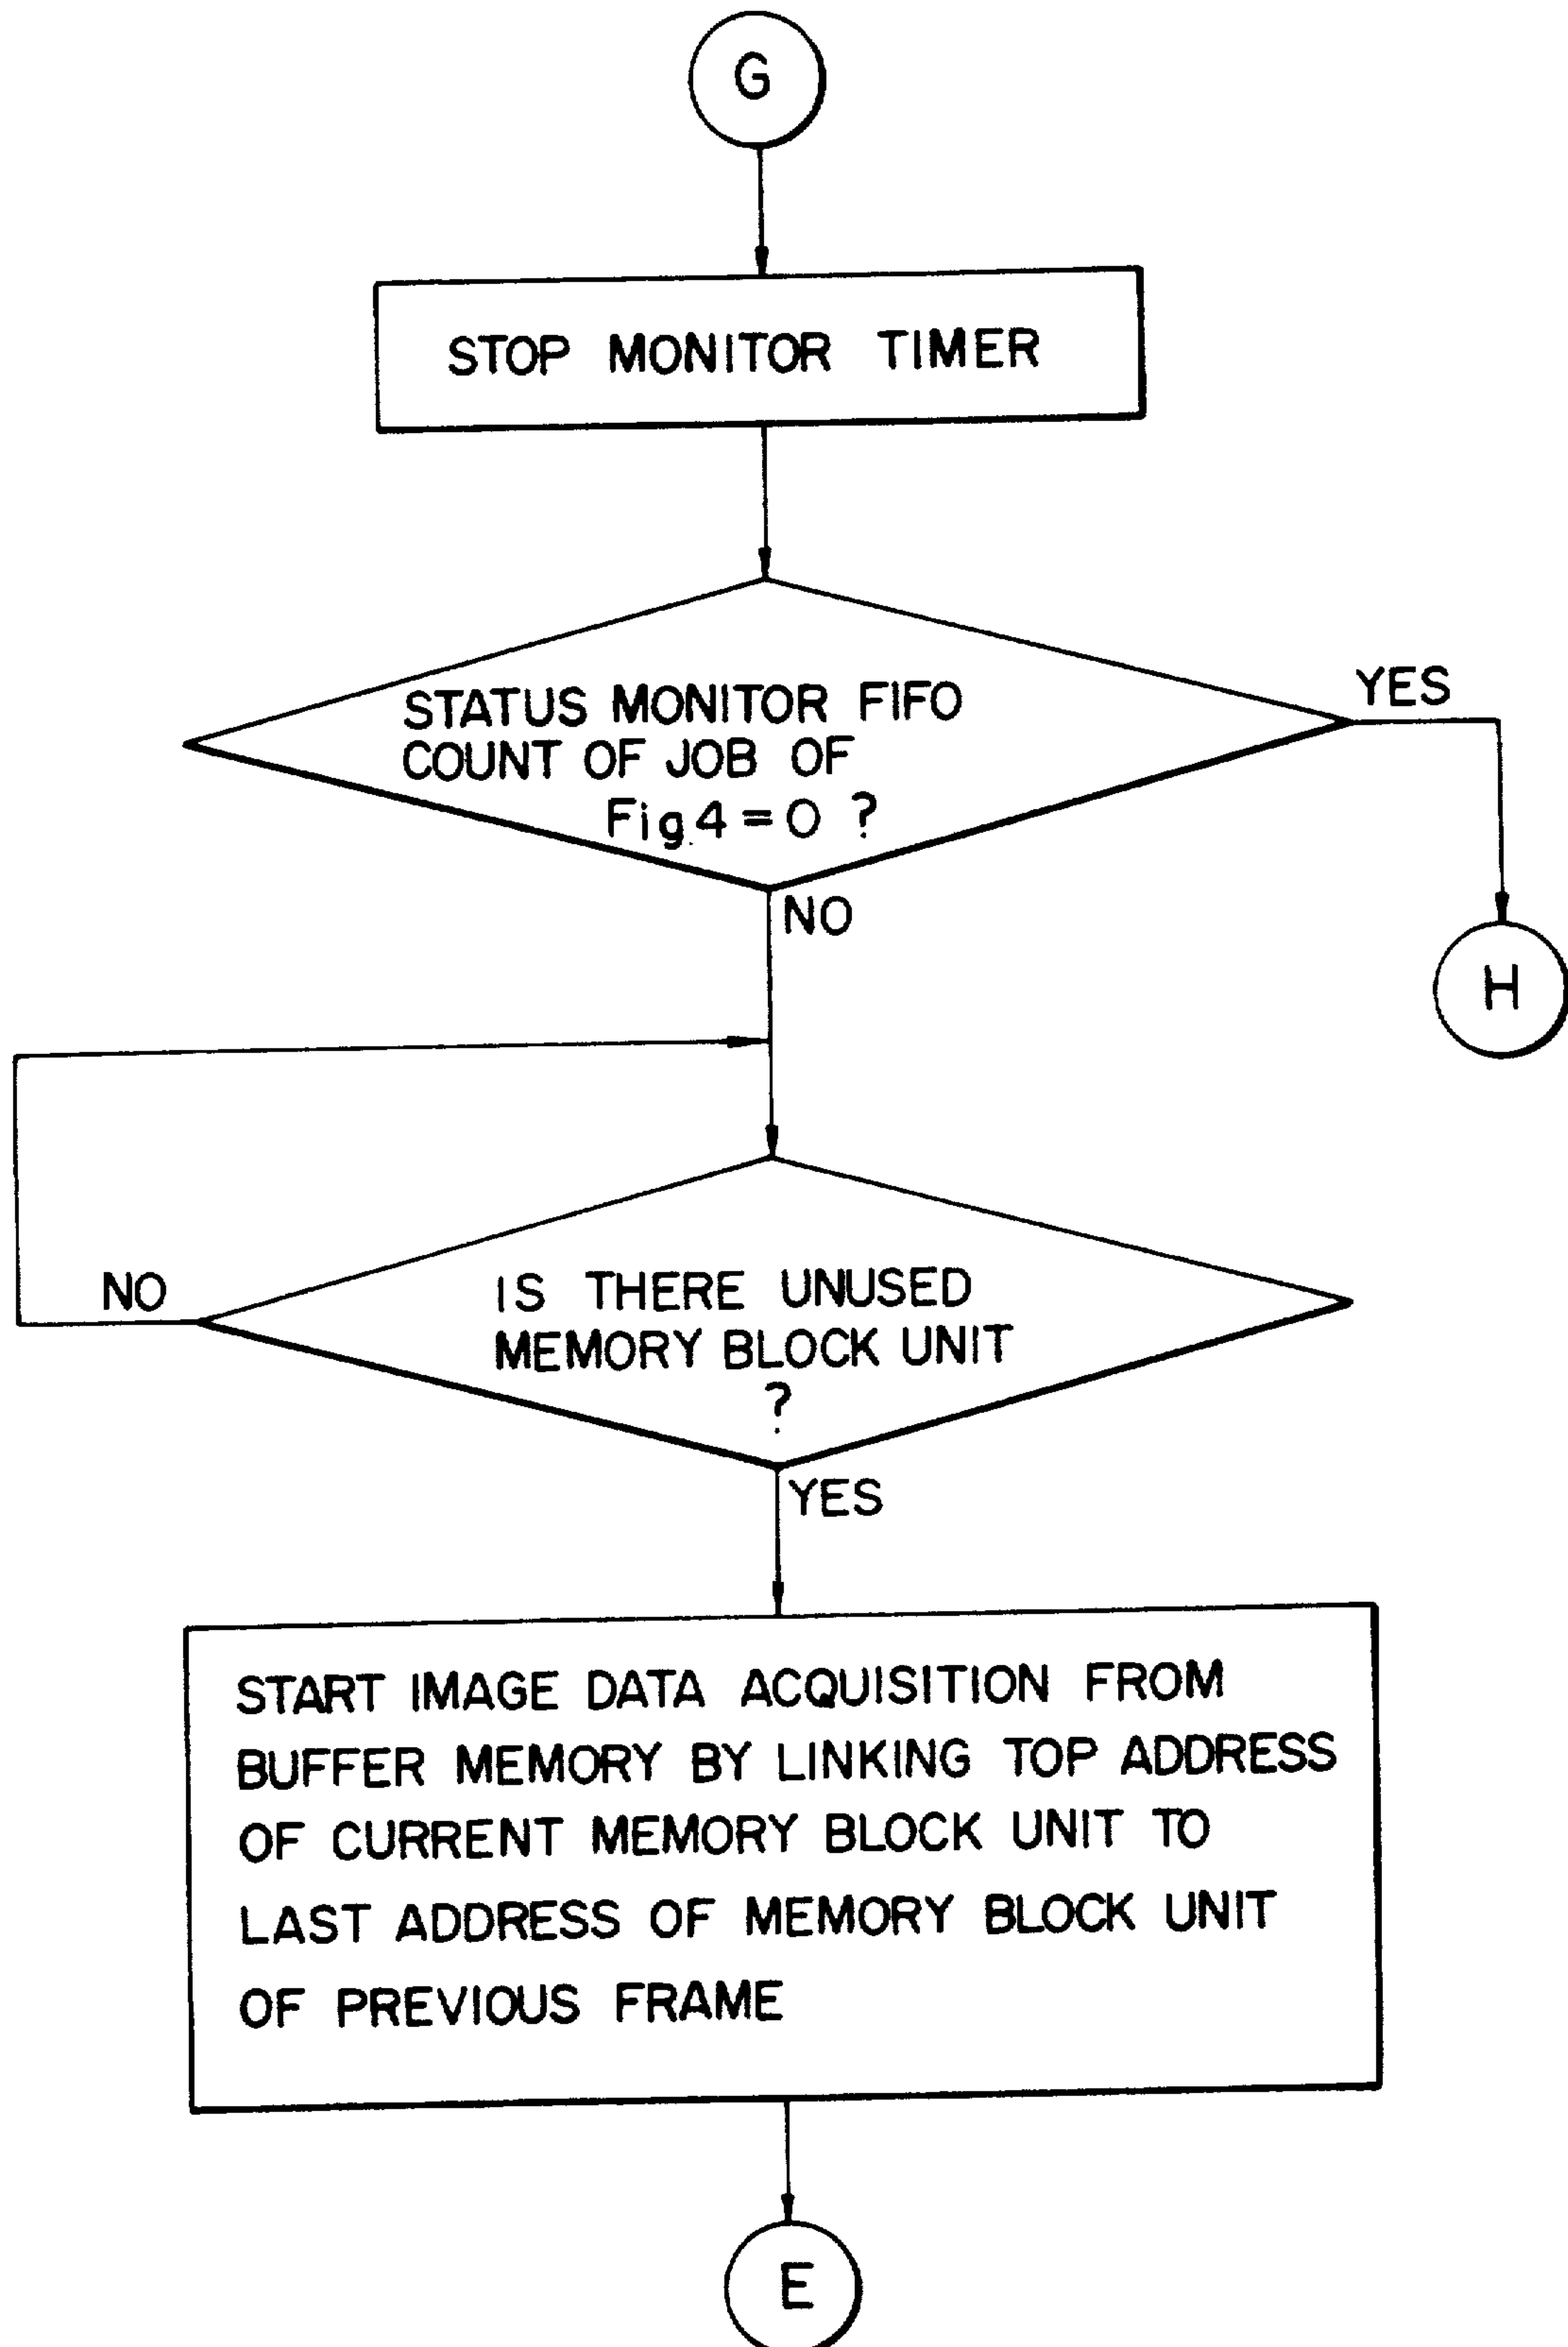 G
STOP MONITOR TIMER
STATUS MONITOR FIFO
COUNT OF JOB OF
Fig.4=0 ?
YES
NO
H
NO
IS THERE UNUSED
MEMORY BLOCK UNIT
?
YES
START IMAGE DATA ACQUISITION FROM
BUFFER MEMORY BY LINKING TOP ADDRESS
OF CURRENT MEMORY BLOCK UNIT TO
LAST ADDRESS OF MEMORY BLOCK UNIT
OF PREVIOUS FRAME
E